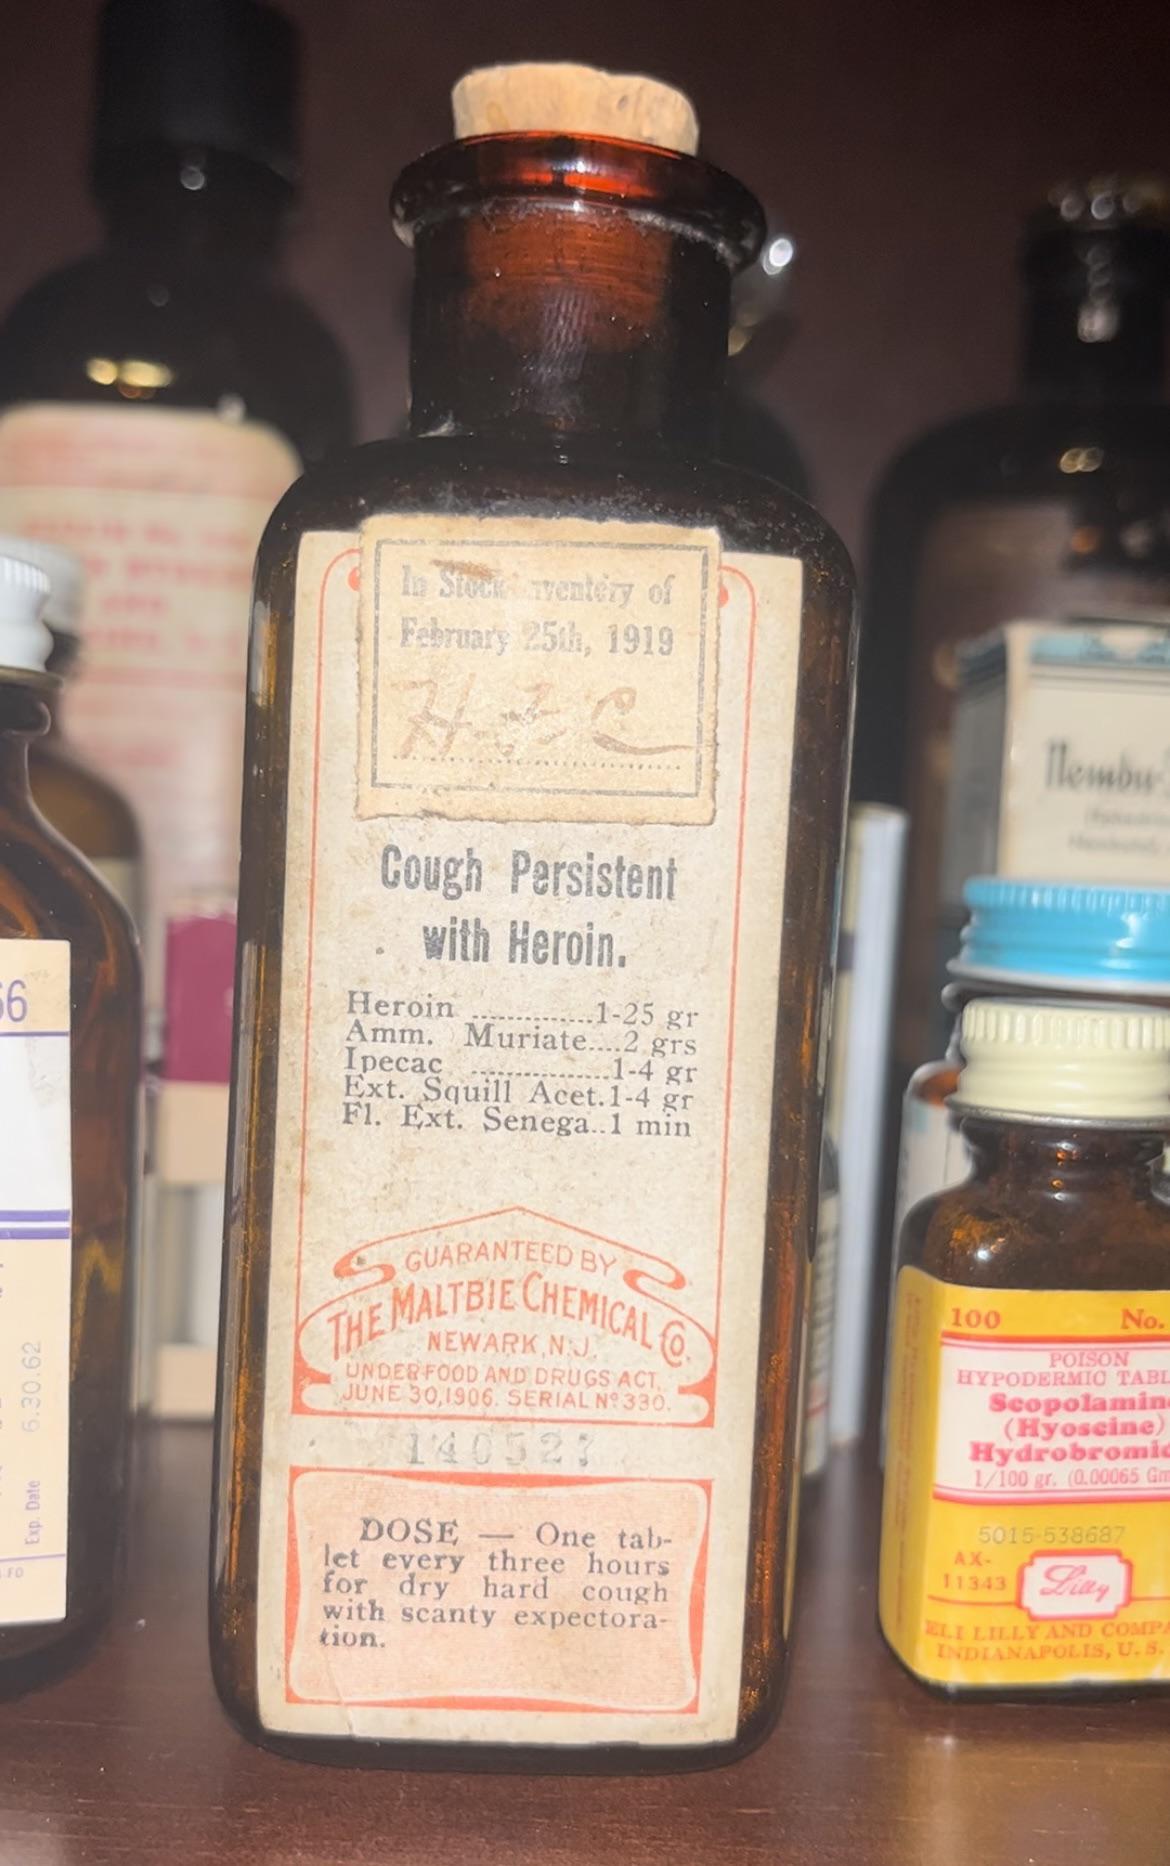 In Stock Inventory of
February 25th, 1919
H. F. C
Cough Persistent
with Heroin.
Heroin ..............1-25 gr
Amm. Muriate....2 grs
Ipecac ................1-4 gr
Ext. Squill Acet.1-4 gr
Fl. Ext. Senega..1 min
GUARANTEED BY
THE MALTBIE CHEMICAL Co.
NEWARK, N.J.
UNDER FOOD AND DRUGS ACT,
JUNE 30,1906. SERIAL Nº 330.
140527
DOSE — One tab-
let every three hours
for dry hard cough
with scanty expectora-
tion.
66
6.30.62
Exp. Date
Nembu-
100 No.
POISON
HYPODERMIC TABL
Scopolamine
(Hyoscine)
Hydrobromid
1/100 gr. (0.00065 Gm
5015-538687
AX-
11343
Lilly
ELI LILLY AND COMPA
INDIANAPOLIS, U. S.